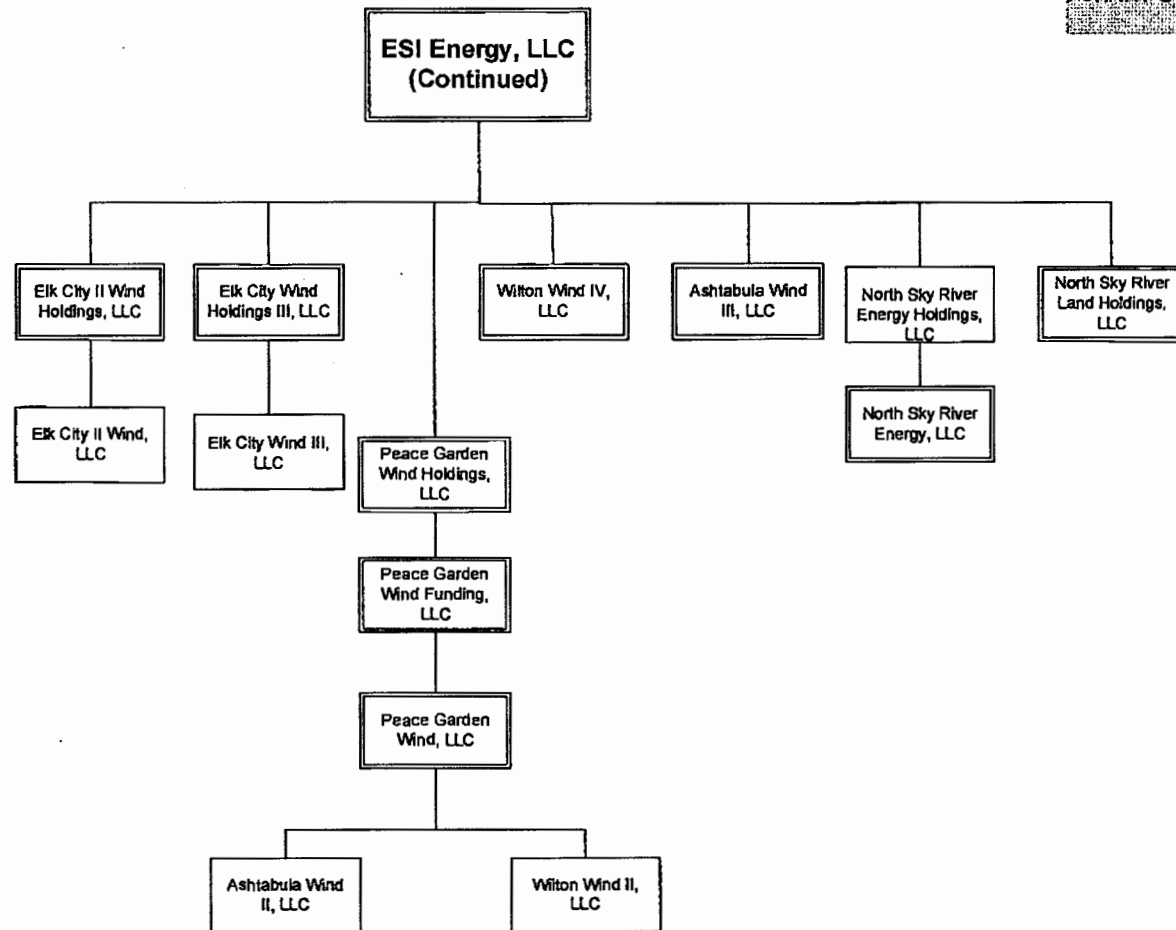 ESI Energy, LLC
(Continued)
Elk City II Wind
Holdings, LLC
Elk City Wind
Holdings III, LLC
Wilton Wind IV,
LLC
Ashtabula Wind
III, LLC
North Sky River
Energy Holdings,
LLC
North Sky River
Land Holdings,
LLC
Elk City II Wind,
LLC
Elk City Wind III,
LLC
North Sky River
Energy, LLC
Peace Garden
Wind Holdings,
LLC
Peace Garden
Wind Funding,
LLC
Peace Garden
Wind, LLC
Ashtabula Wind
II, LLC
Wilton Wind II,
LLC